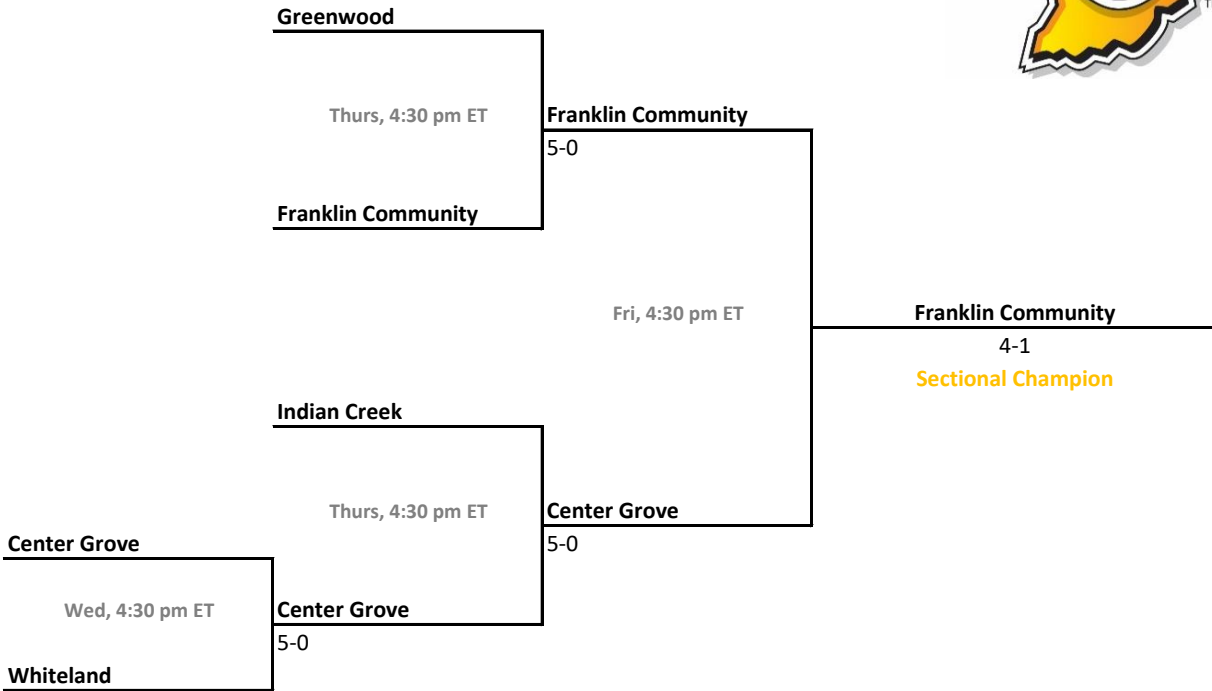 Greenwood
Thurs, 4:30 pm ET
Franklin Community
5-0
Franklin Community
Fri, 4:30 pm ET
Franklin Community
4-1
Sectional Champion
Indian Creek
Thurs, 4:30 pm ET
Center Grove
5-0
Center Grove
Wed, 4:30 pm ET
Center Grove
5-0
Whiteland